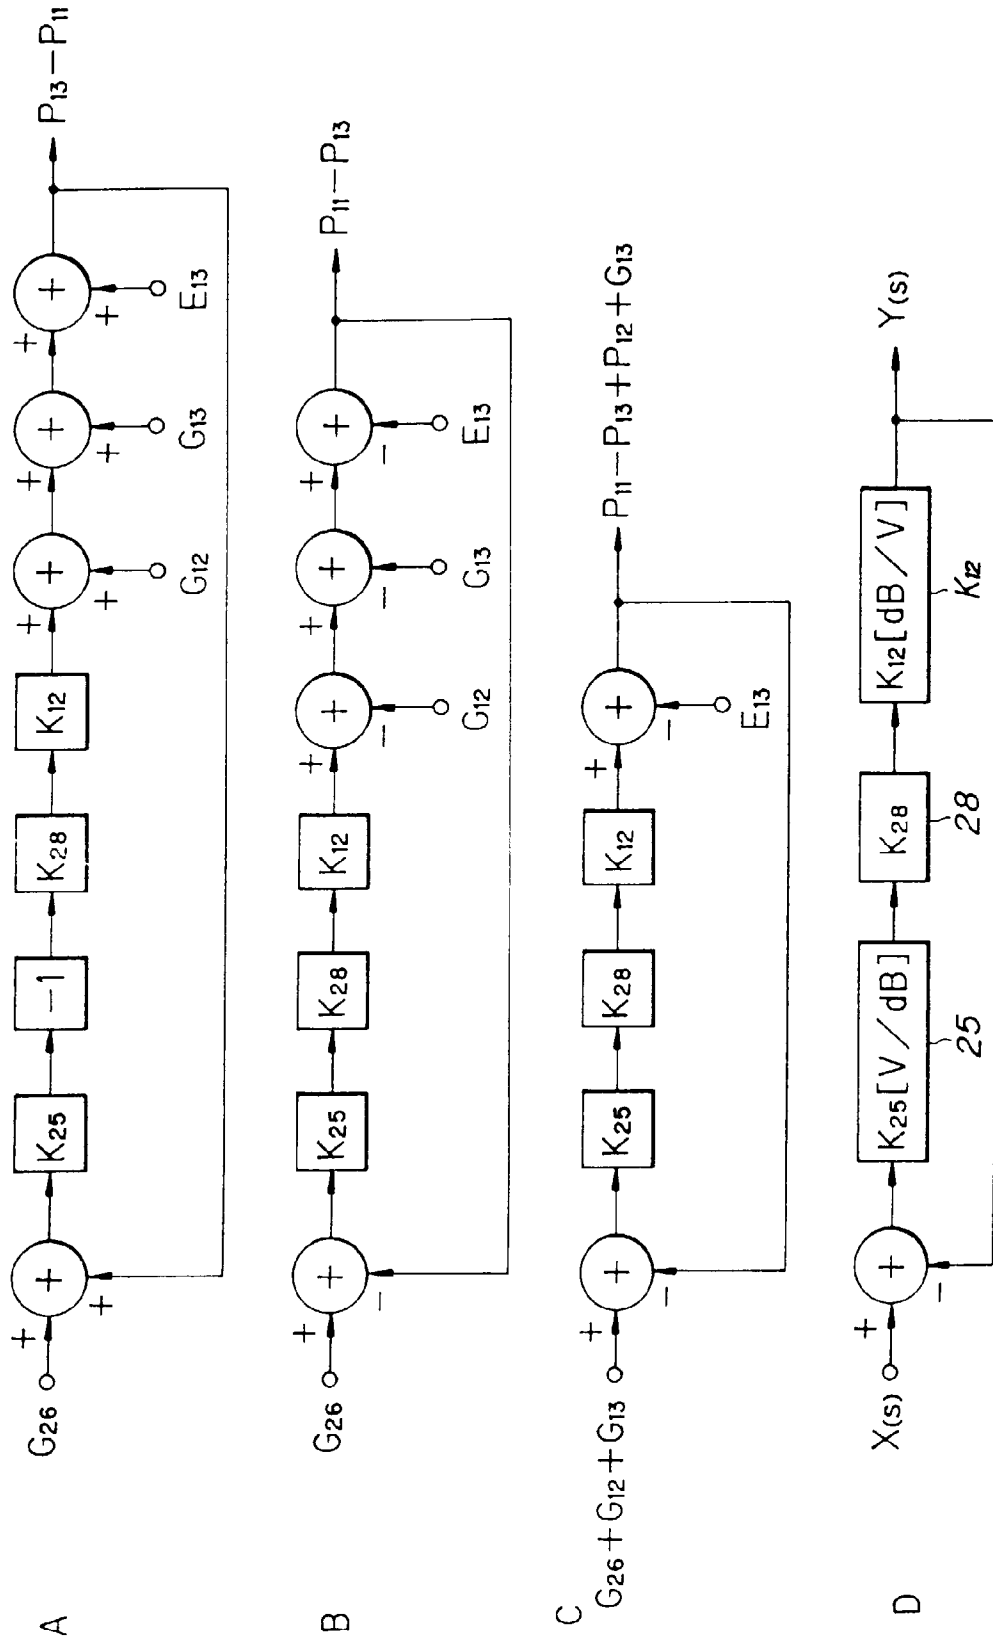 A
G26
+
+
+
K25
-1
K28
K12
+
+
+
G12
+
+
+
G13
+
+
+
E13
P13-P11
B
G26
+
+
-
K25
K28
K12
+
+
-
G12
+
+
-
G13
+
+
-
E13
P11-P13
C
G26+G12+G13
+
+
-
K25
K28
K12
+
+
-
E13
P11-P13+P12+G13
D
X(s)
+
+
-
K25[V/dB]
25
K28
28
K12[dB/V]
K12
Y(s)